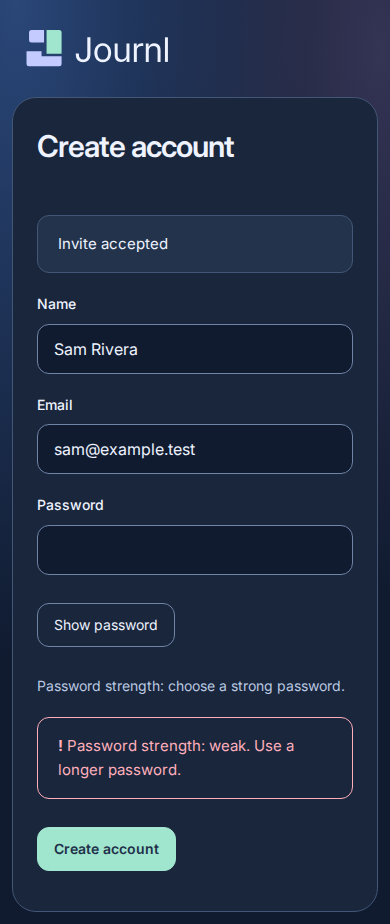 Journl
Create account
Invite accepted
Name
Sam Rivera
Email
sam@example.test
Password
Show password
Password strength: choose a strong password.
! Password strength: weak. Use a
longer password.
Create account